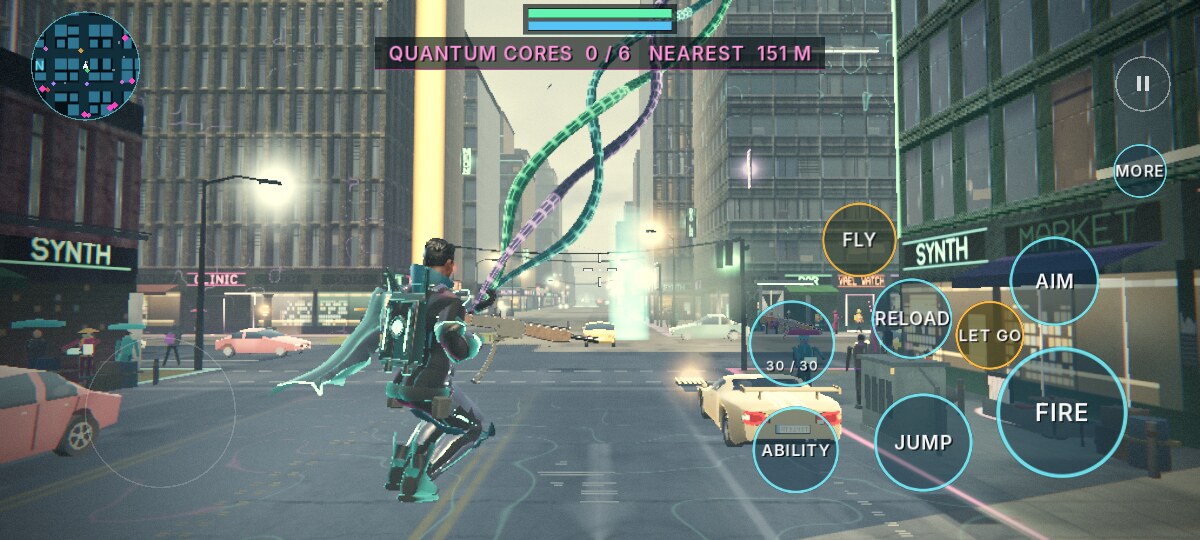 QUANTUM CORES 0 / 6 NEAREST 151 M
N
MORE
FLY
SYNTH
SYNTH
MARKET
CLINIC
AIM
RELOAD
LET GO
30 / 30
FIRE
JUMP
ABILITY